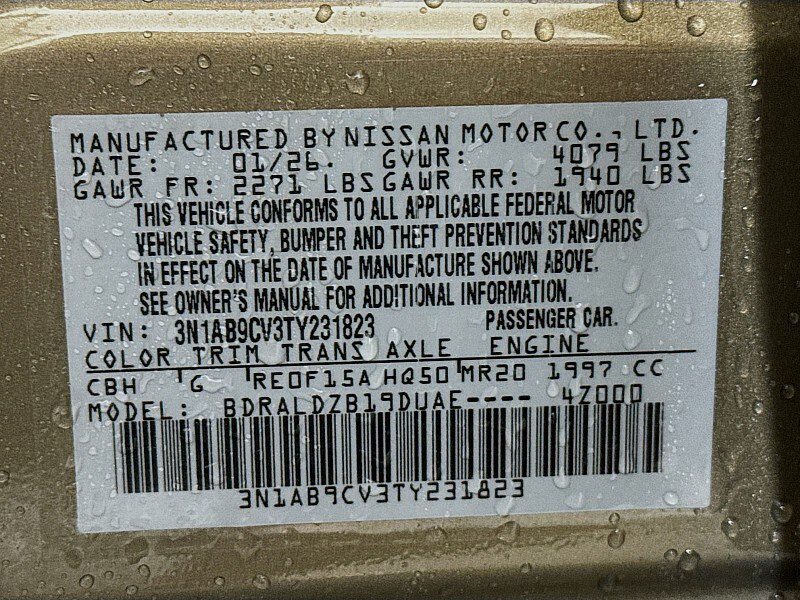 MANUFACTURED BY NISSAN MOTOR CO., LTD.
DATE: 01/26. GVWR: 4079 LBS
GAWR FR: 2271 LBS GAWR RR: 1940 LBS
THIS VEHICLE CONFORMS TO ALL APPLICABLE FEDERAL MOTOR
VEHICLE SAFETY, BUMPER AND THEFT PREVENTION STANDARDS
IN EFFECT ON THE DATE OF MANUFACTURE SHOWN ABOVE.
SEE OWNER'S MANUAL FOR ADDITIONAL INFORMATION.
VIN: 3N1AB9CV3TY231823 PASSENGER CAR.
COLOR TRIM TRANS AXLE ENGINE
CBH G RE0F15A HQ50 MR20 1997 CC
MODEL: BDRALDZB19DUAE---- 4Z000
3N1AB9CV3TY231823